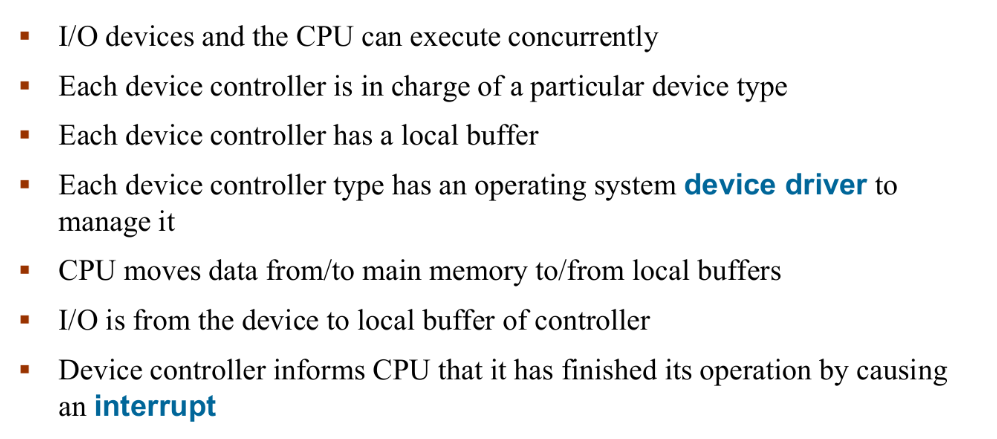 ▪ I/O devices and the CPU can execute concurrently
▪ Each device controller is in charge of a particular device type
▪ Each device controller has a local buffer
▪ Each device controller type has an operating system device driver to
manage it
▪ CPU moves data from/to main memory to/from local buffers
▪ I/O is from the device to local buffer of controller
▪ Device controller informs CPU that it has finished its operation by causing
an interrupt